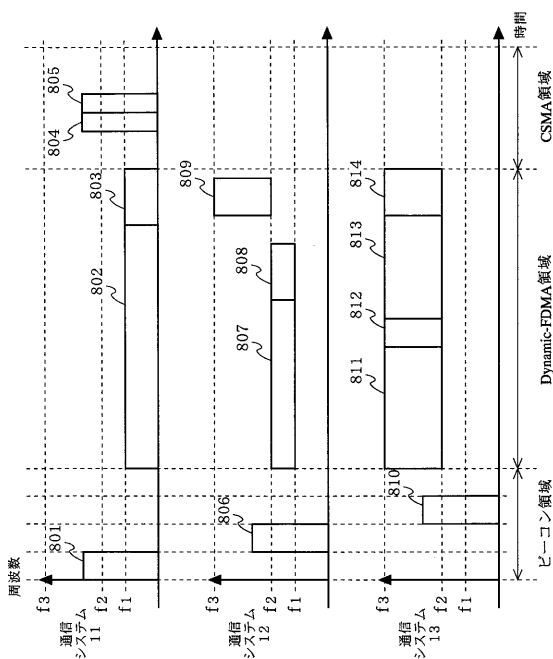 周波数
f3
f2
f1
通信
システム
11
801
802
803
804
805
f3
f2
f1
通信
システム
12
806
807
808
809
f3
f2
f1
通信
システム
13
810
811
812
813
814
時間
ビーコン領域
Dynamic-FDMA領域
CSMA領域